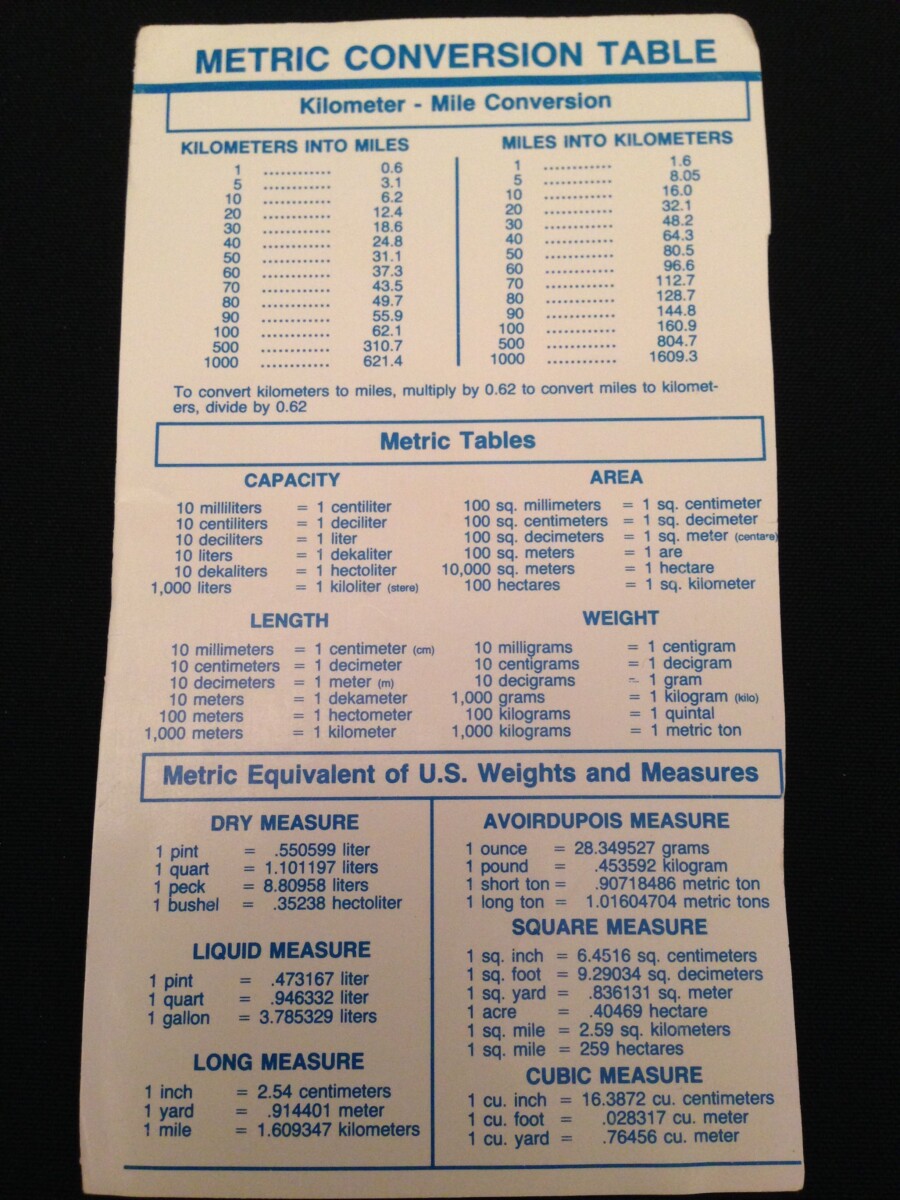 METRIC CONVERSION TABLE
Kilometer - Mile Conversion
KILOMETERS INTO MILES
1 ............ 0.6
5 ............ 3.1
10 ............ 6.2
20 ............ 12.4
30 ............ 18.6
40 ............ 24.8
50 ............ 31.1
60 ............ 37.3
70 ............ 43.5
80 ............ 49.7
90 ............ 55.9
100 ............ 62.1
500 ............ 310.7
1000 ............ 621.4
MILES INTO KILOMETERS
1 ............ 1.6
5 ............ 8.05
10 ............ 16.0
20 ............ 32.1
30 ............ 48.2
40 ............ 64.3
50 ............ 80.5
60 ............ 96.6
70 ............ 112.7
80 ............ 128.7
90 ............ 144.8
100 ............ 160.9
500 ............ 804.7
1000 ............ 1609.3
To convert kilometers to miles, multiply by 0.62 to convert miles to kilomet-
ers, divide by 0.62
Metric Tables
CAPACITY
10 milliliters = 1 centiliter
10 centiliters = 1 deciliter
10 deciliters = 1 liter
10 liters = 1 dekaliter
10 dekaliters = 1 hectoliter
1,000 liters = 1 kiloliter (stere)
AREA
100 sq. millimeters = 1 sq. centimeter
100 sq. centimeters = 1 sq. decimeter
100 sq. decimeters = 1 sq. meter (centare)
100 sq. meters = 1 are
10,000 sq. meters = 1 hectare
100 hectares = 1 sq. kilometer
LENGTH
10 millimeters = 1 centimeter (cm)
10 centimeters = 1 decimeter
10 decimeters = 1 meter (m)
10 meters = 1 dekameter
100 meters = 1 hectometer
1,000 meters = 1 kilometer
WEIGHT
10 milligrams = 1 centigram
10 centigrams = 1 decigram
10 decigrams = 1 gram
1,000 grams = 1 kilogram (kilo)
100 kilograms = 1 quintal
1,000 kilograms = 1 metric ton
Metric Equivalent of U.S. Weights and Measures
DRY MEASURE
1 pint = .550599 liter
1 quart = 1.101197 liters
1 peck = 8.80958 liters
1 bushel = .35238 hectoliter
LIQUID MEASURE
1 pint = .473167 liter
1 quart = .946332 liter
1 gallon = 3.785329 liters
LONG MEASURE
1 inch = 2.54 centimeters
1 yard = .914401 meter
1 mile = 1.609347 kilometers
AVOIRDUPOIS MEASURE
1 ounce = 28.349527 grams
1 pound = .453592 kilogram
1 short ton = .90718486 metric ton
1 long ton = 1.01604704 metric tons
SQUARE MEASURE
1 sq. inch = 6.4516 sq. centimeters
1 sq. foot = 9.29034 sq. decimeters
1 sq. yard = .836131 sq. meter
1 acre = .40469 hectare
1 sq. mile = 2.59 sq. kilometers
1 sq. mile = 259 hectares
CUBIC MEASURE
1 cu. inch = 16.3872 cu. centimeters
1 cu. foot = .028317 cu. meter
1 cu. yard = .76456 cu. meter